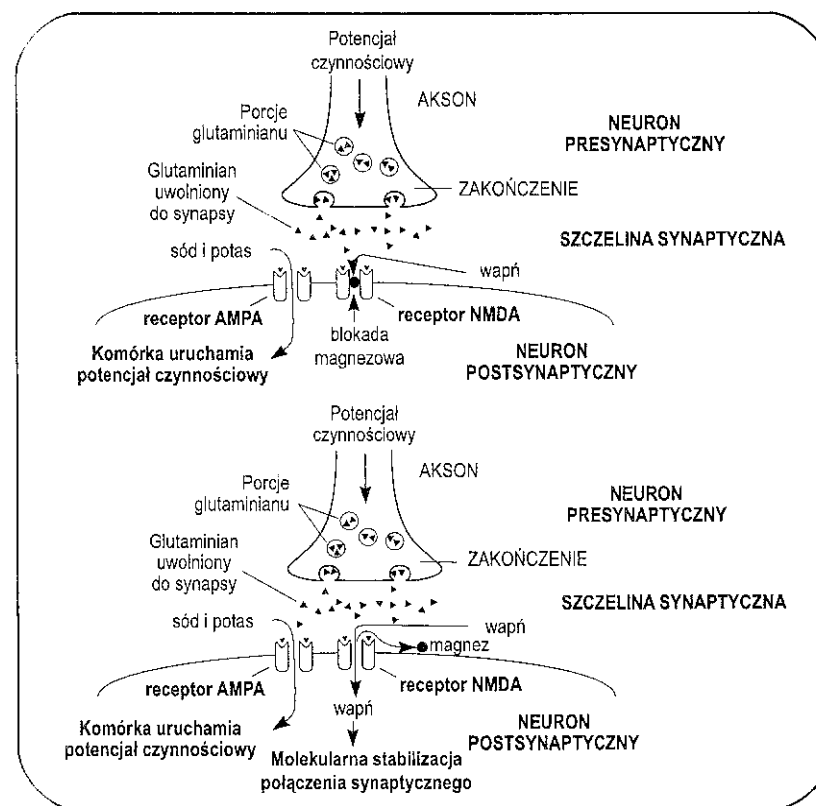 Potencjał
czynnościowy
AKSON
Porcje
glutaminianu
NEURON
PRESYNAPTYCZNY
Glutaminian
uwolniony
do synapsy
ZAKOŃCZENIE
SZCZELINA SYNAPTYCZNA
sód i potas
wapń
receptor AMPA
receptor NMDA
blokada
magnezowa
Komórka uruchamia
potencjał czynnościowy
NEURON
POSTSYNAPTYCZNY
Potencjał
czynnościowy
AKSON
Porcje
glutaminianu
NEURON
PRESYNAPTYCZNY
Glutaminian
uwolniony
do synapsy
ZAKOŃCZENIE
SZCZELINA SYNAPTYCZNA
sód i potas
wapń
magnez
receptor AMPA
receptor NMDA
wapń
Komórka uruchamia
potencjał czynnościowy
NEURON
POSTSYNAPTYCZNY
Molekularna stabilizacja
połączenia synaptycznego